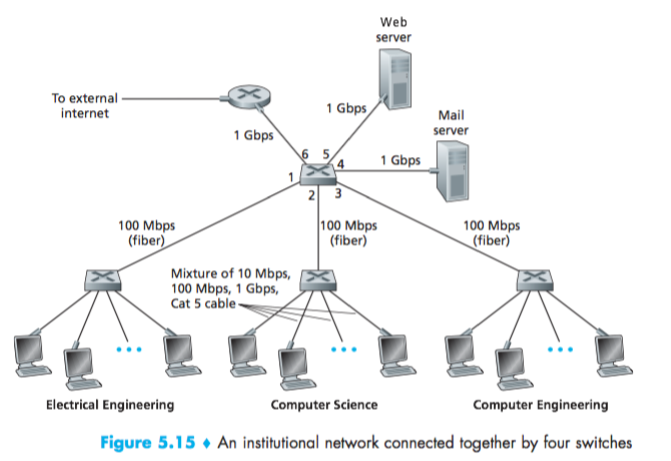 Web
server
To external
internet
1 Gbps
Mail
server
1 Gbps
6 5
4
1 Gbps
1
2 3
100 Mbps
(fiber)
100 Mbps
(fiber)
100 Mbps
(fiber)
Mixture of 10 Mbps,
100 Mbps, 1 Gbps,
Cat 5 cable
Electrical Engineering
Computer Science
Computer Engineering
Figure 5.15 ♦ An institutional network connected together by four switches